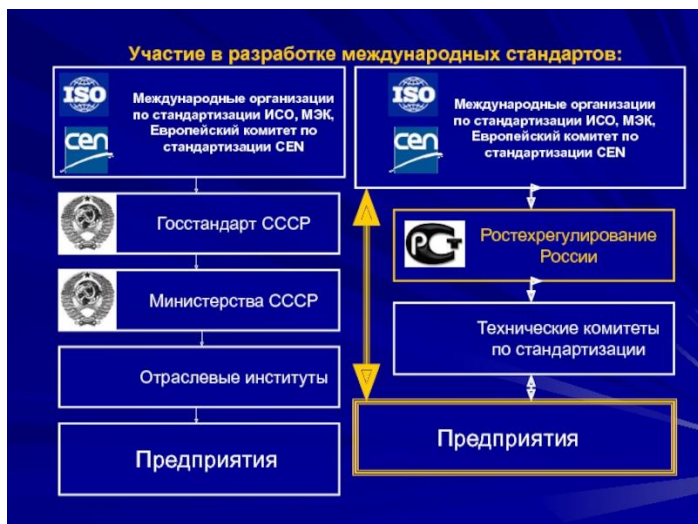 Участие в разработке международных стандартов:
ISO
cen
Международные организации
по стандартизации ИСО, МЭК,
Европейский комитет по
стандартизации CEN
Госстандарт СССР
Министерства СССР
Отраслевые институты
Предприятия
ISO
cen
Международные организации
по стандартизации ИСО, МЭК,
Европейский комитет по
стандартизации CEN
РСТ
Ростехрегулирование
России
Технические комитеты
по стандартизации
Предприятия